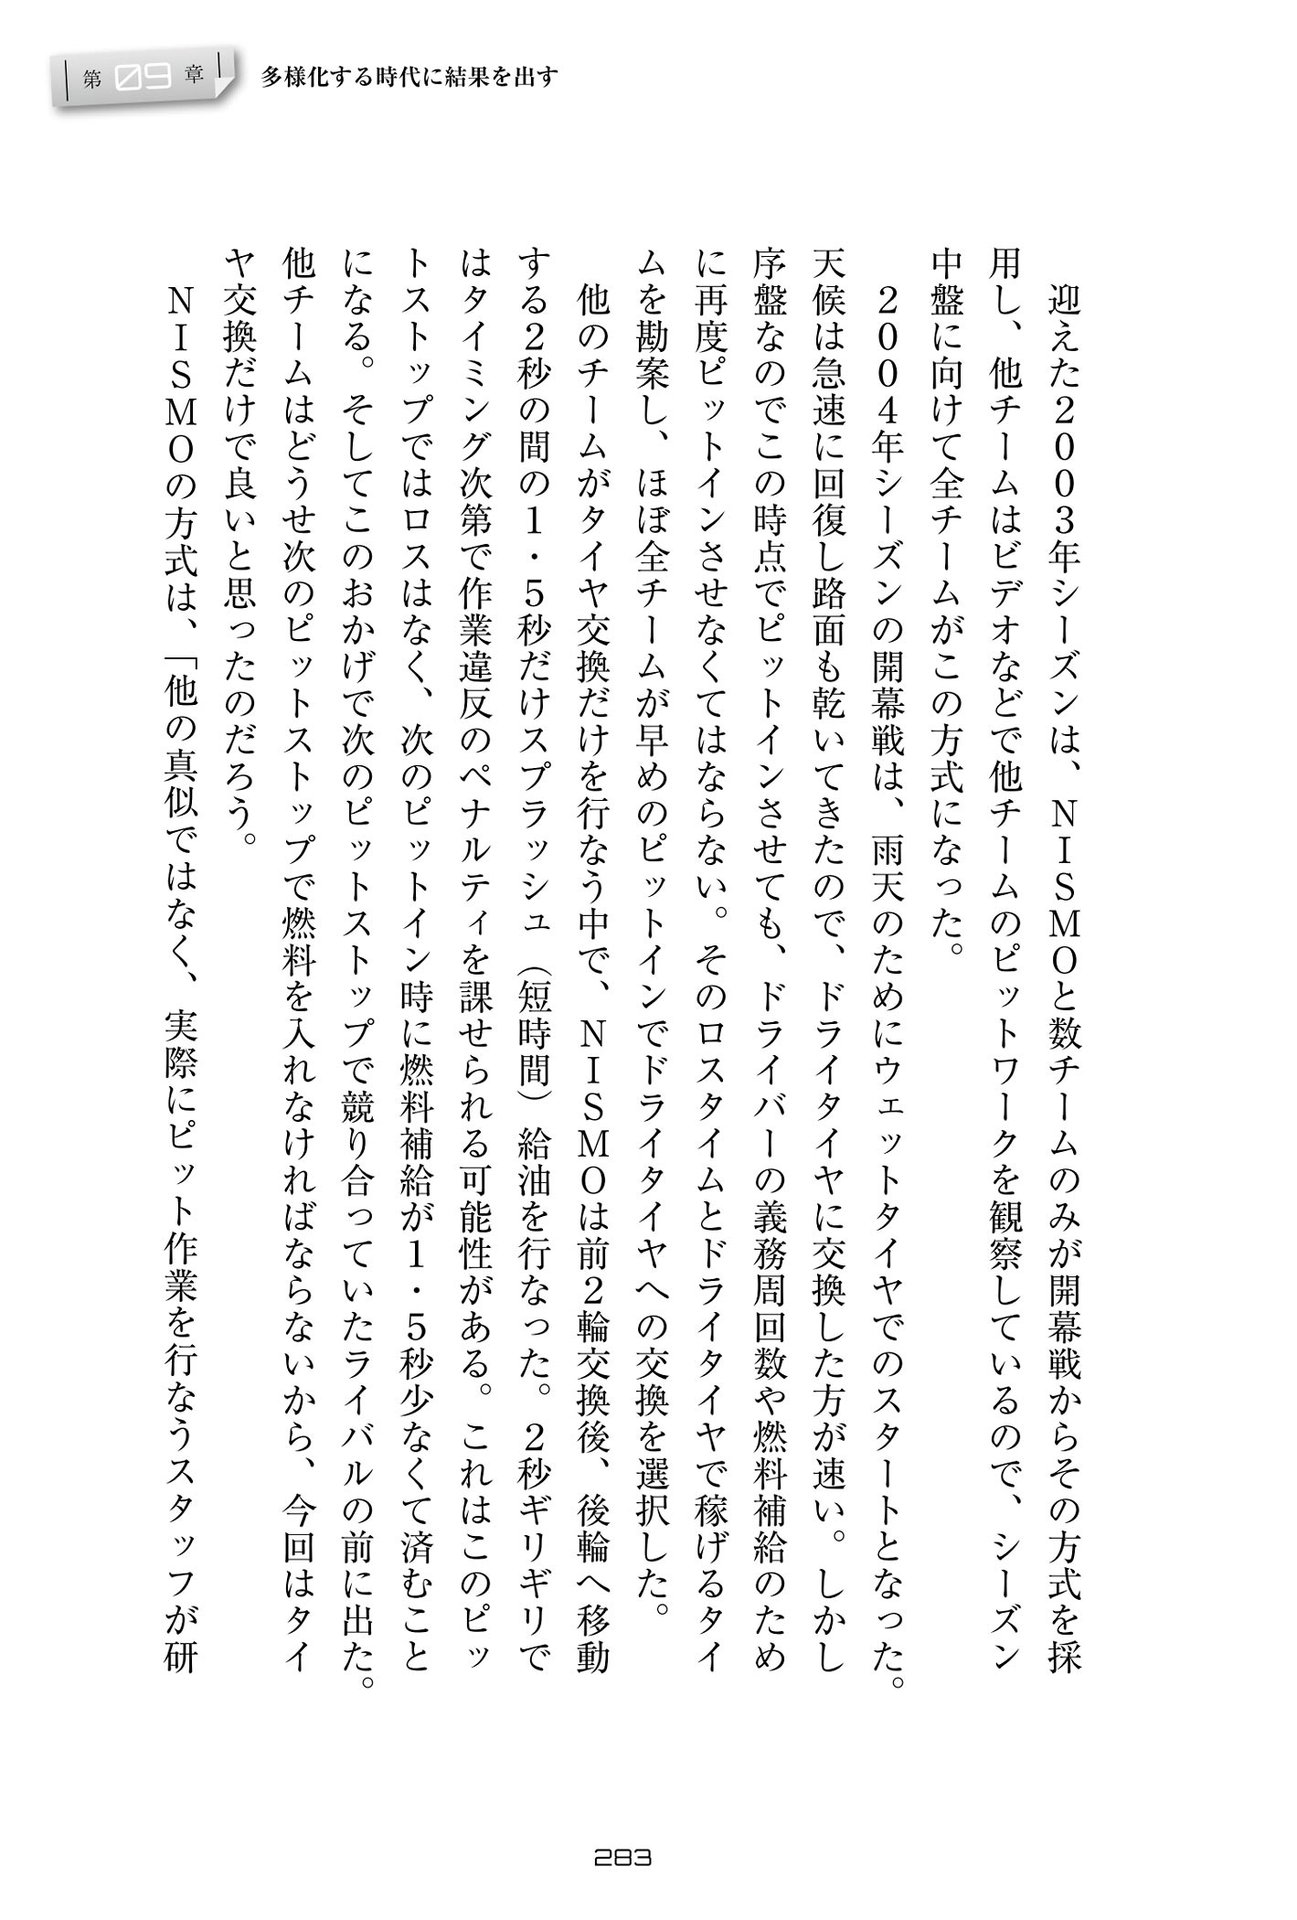 第09章 多様化する時代に結果を出す
　迎えた２００３年シーズンは、ＮＩＳＭＯと数チームのみが開幕戦からその方式を採
用し、他チームはビデオなどで他チームのピットワークを観察しているので、シーズン
中盤に向けて全チームがこの方式になった。
　２００４年シーズンの開幕戦は、雨天のためにウェットタイヤでのスタートとなった。
天候は急速に回復し路面も乾いてきたので、ドライタイヤに交換した方が速い。しかし
序盤なのでこの時点でピットインさせても、ドライバーの義務周回数や燃料補給のため
に再度ピットインさせなくてはならない。そのロスタイムとドライタイヤで稼げるタイ
ムを勘案し、ほぼ全チームが早めのピットインでドライタイヤへの交換を選択した。
　他のチームがタイヤ交換だけを行なう中で、ＮＩＳＭＯは前２輪交換後、後輪へ移動
する２秒の間の１・５秒だけスプラッシュ（短時間）給油を行なった。２秒ギリギリで
はタイミング次第で作業違反のペナルティを課せられる可能性がある。これはこのピッ
トストップではロスはなく、次のピットイン時に燃料補給が１・５秒少なくて済むこと
になる。そしてこのおかげで次のピットストップで競り合っていたライバルの前に出た。
他チームはどうせ次のピットストップで燃料を入れなければならないから、今回はタイ
ヤ交換だけで良いと思ったのだろう。
　ＮＩＳＭＯの方式は、「他の真似ではなく、実際にピット作業を行なうスタッフが研
283